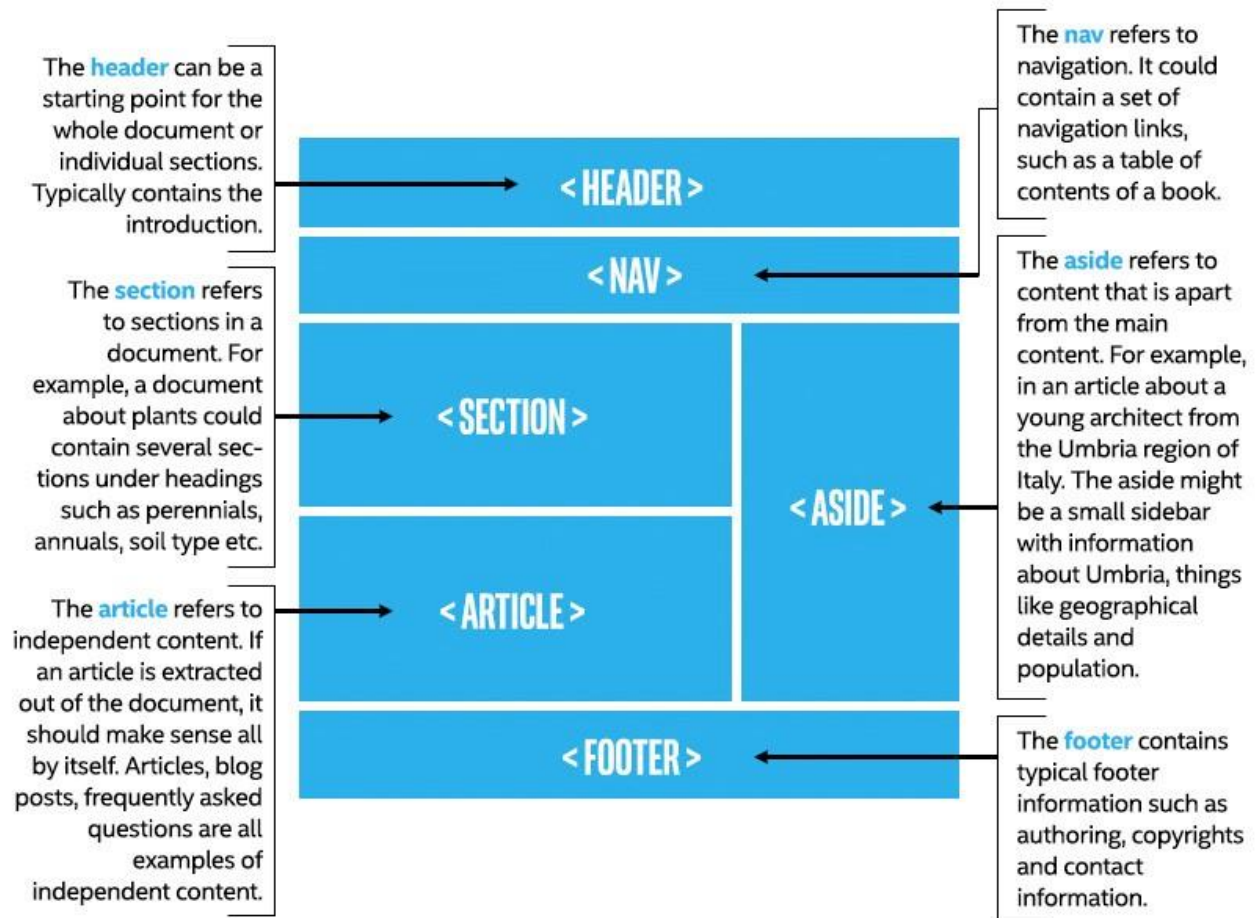 The header can be a
starting point for the
whole document or
individual sections.
Typically contains the
introduction.
The section refers
to sections in a
document. For
example, a document
about plants could
contain several sec-
tions under headings
such as perennials,
annuals, soil type etc.
The article refers to
independent content. If
an article is extracted
out of the document, it
should make sense all
by itself. Articles, blog
posts, frequently asked
questions are all
examples of
independent content.
<HEADER>
<NAV>
<SECTION>
<ASIDE>
<ARTICLE>
<FOOTER>
The nav refers to
navigation. It could
contain a set of
navigation links,
such as a table of
contents of a book.
The aside refers to
content that is apart
from the main
content. For example,
in an article about a
young architect from
the Umbria region of
Italy. The aside might
be a small sidebar
with information
about Umbria, things
like geographical
details and
population.
The footer contains
typical footer
information such as
authoring, copyrights
and contact
information.